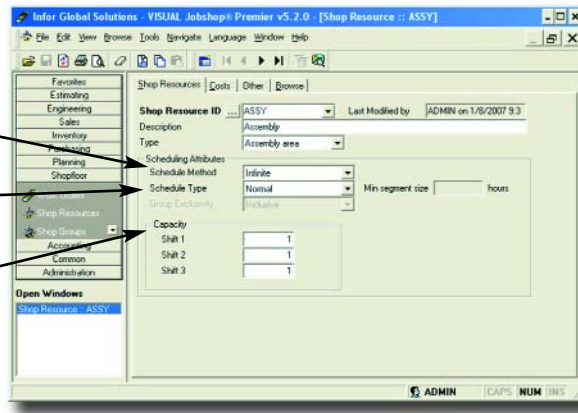 Infor Global Solutions - VISUAL Jobshop® Premier v5.2.0 - [Shop Resource :: ASSY]
File Edit View Browse Tools Navigate Language Window Help
Favorites
Estimating
Engineering
Sales
Inventory
Purchasing
Planning
Shopfloor
Work Orders
Shop Resources
Shop Groups
Accounting
Common
Administration
Open Windows
Shop Resource :: ASSY
Shop Resources Costs Other Browse
Shop Resource ID ... ASSY Last Modified by ADMIN on 1/8/2007 9:3
Description Assembly
Type Assembly area
Scheduling Attributes
Schedule Method Infinite
Schedule Type Normal Min segment size hours
Group Exclusivity Inclusive
Capacity
Shift 1 1
Shift 2 1
Shift 3 1
ADMIN CAPS NUM INS